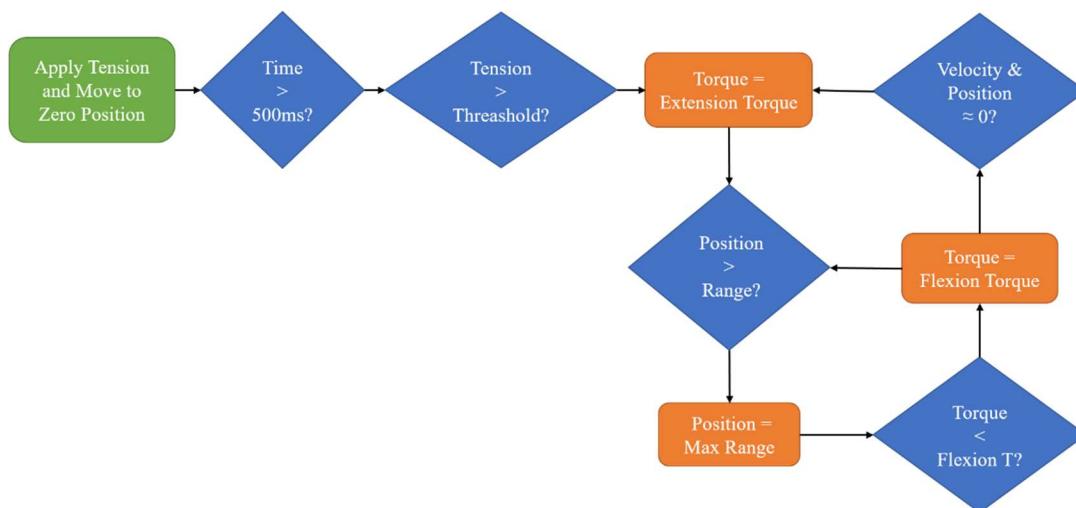 Apply Tension
and Move to
Zero Position
Time
>
500ms?
Tension
>
Threashold?
Torque =
Extension Torque
Velocity &
Position
≈ 0?
Position
>
Range?
Torque =
Flexion Torque
Position =
Max Range
Torque
<
Flexion T?